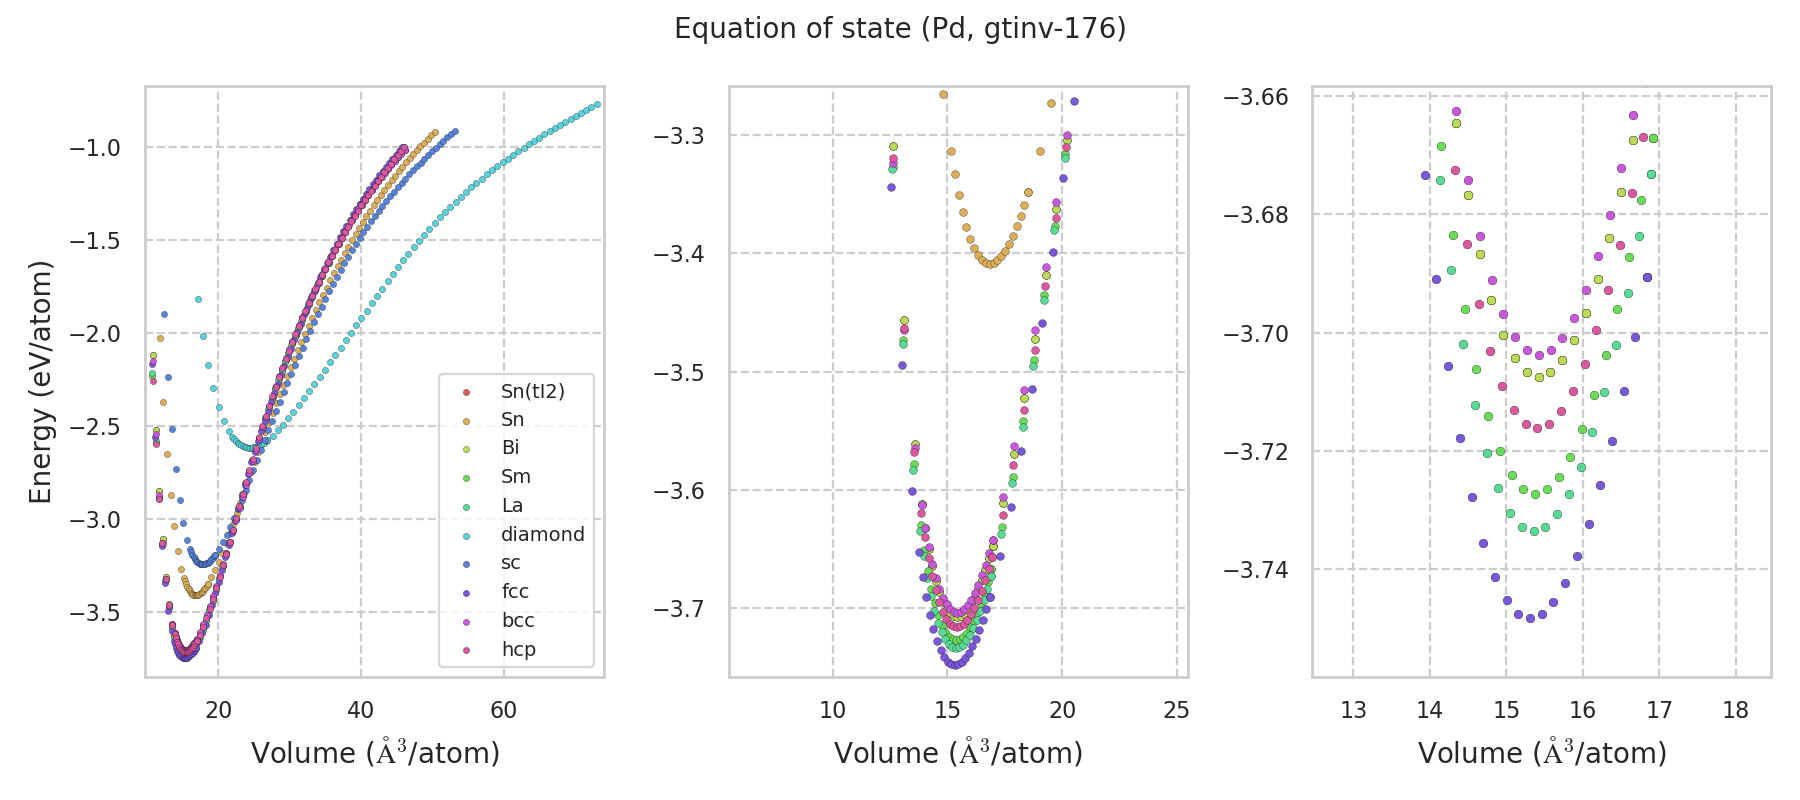 Equation of state (Pd, gtinv-176)
Energy (eV/atom)
−1.0
−1.5
−2.0
−2.5
−3.0
−3.5
20
40
60
Volume (Å³/atom)
Sn(tI2)
Sn
Bi
Sm
La
diamond
sc
fcc
bcc
hcp
−3.3
−3.4
−3.5
−3.6
−3.7
10
15
20
25
Volume (Å³/atom)
−3.66
−3.68
−3.70
−3.72
−3.74
13
14
15
16
17
18
Volume (Å³/atom)